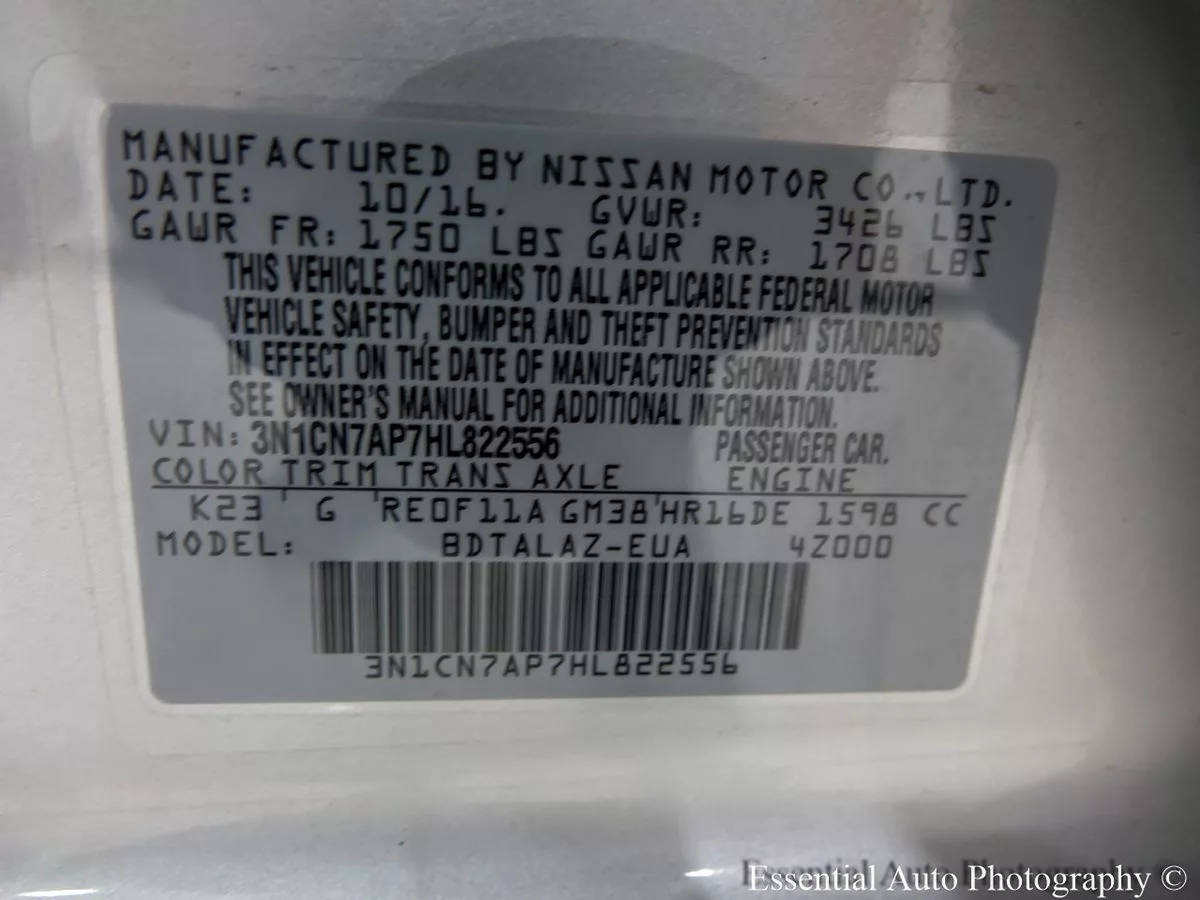 MANUFACTURED BY NISSAN MOTOR CO., LTD.
DATE: 10/16. GVWR: 3426 LBS
GAWR FR: 1750 LBS GAWR RR: 1708 LBS
THIS VEHICLE CONFORMS TO ALL APPLICABLE FEDERAL MOTOR
VEHICLE SAFETY, BUMPER AND THEFT PREVENTION STANDARDS
IN EFFECT ON THE DATE OF MANUFACTURE SHOWN ABOVE.
SEE OWNER'S MANUAL FOR ADDITIONAL INFORMATION.
VIN: 3N1CN7AP7HL822556 PASSENGER CAR.
COLOR TRIM TRANS AXLE ENGINE
K23 ' G 'RE0F11A GM38'HR16DE 1598 CC
MODEL: BDTALAZ-EUA 4Z000
3N1CN7AP7HL822556
Essential Auto Photography ©